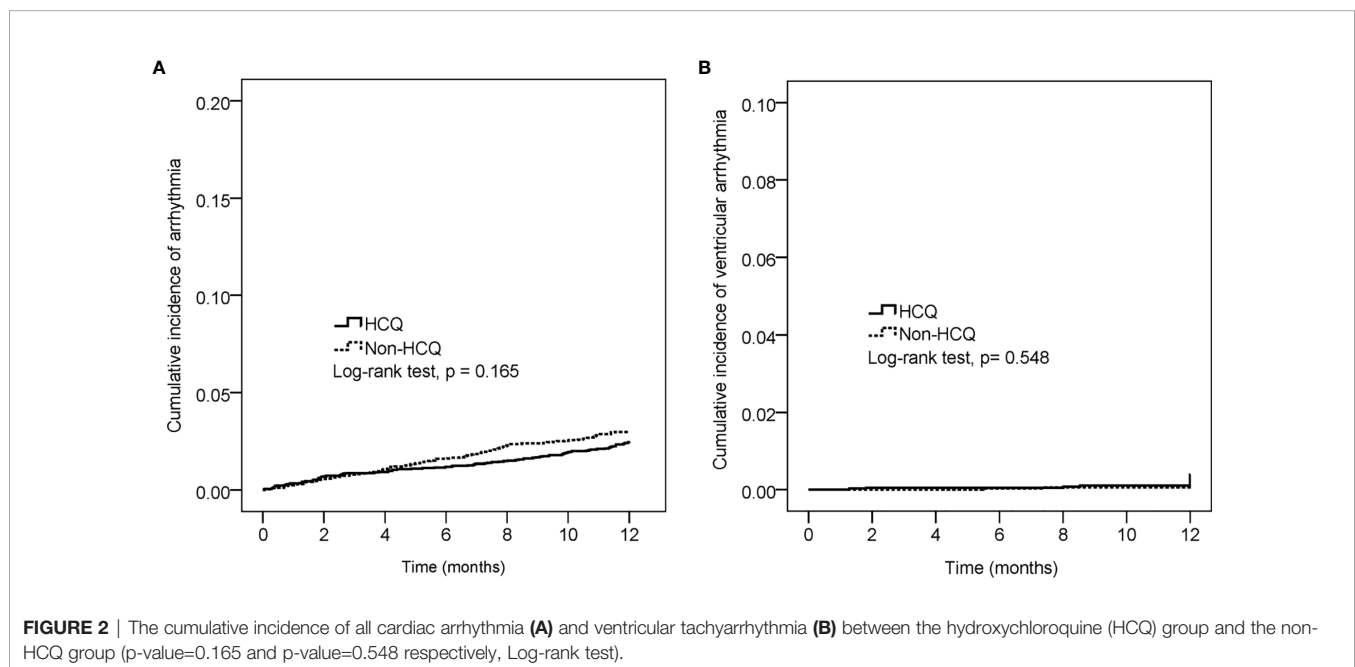 A
Cumulative incidence of arrhythmia
0.20
0.15
0.10
0.05
0.00
HCQ
Non-HCQ
Log-rank test, p = 0.165
0 2 4 6 8 10 12
Time (months)
B
Cumulative incidence of ventricular arrhythmia
0.10
0.08
0.06
0.04
0.02
0.00
HCQ
Non-HCQ
Log-rank test, p= 0.548
0 2 4 6 8 10 12
Time (months)
FIGURE 2 | The cumulative incidence of all cardiac arrhythmia (A) and ventricular tachyarrhythmia (B) between the hydroxychloroquine (HCQ) group and the non-
HCQ group (p-value=0.165 and p-value=0.548 respectively, Log-rank test).